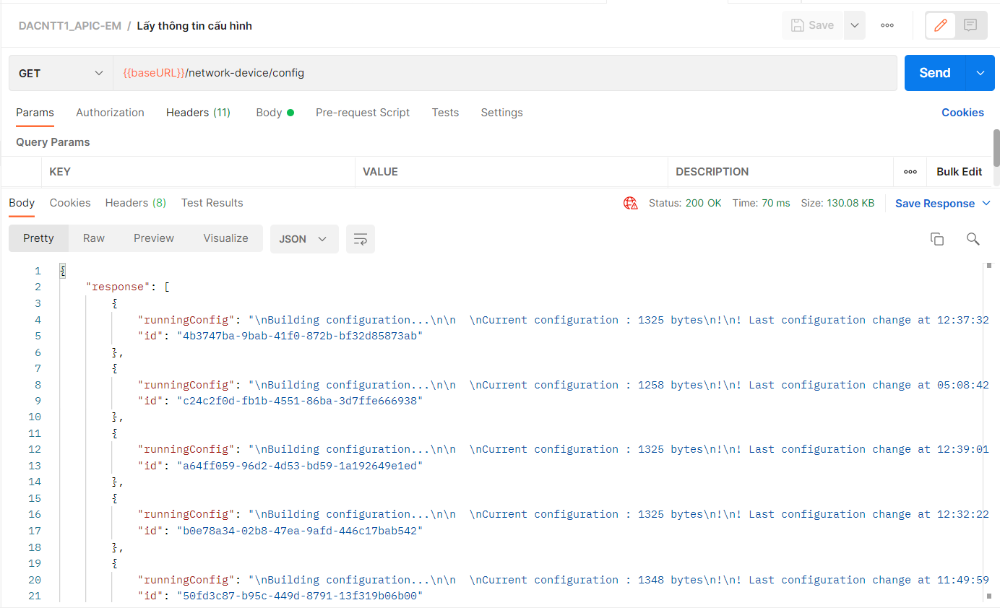 DACNTT1_APIC-EM / Lấy thông tin cấu hình Save
GET {{baseURL}}/network-device/config Send
Params Authorization Headers (11) Body Pre-request Script Tests Settings Cookies
Query Params
KEY VALUE DESCRIPTION Bulk Edit
Body Cookies Headers (8) Test Results Status: 200 OK Time: 70 ms Size: 130.08 KB Save Response
Pretty Raw Preview Visualize JSON
1 {
2 "response": [
3 {
4 "runningConfig": "\nBuilding configuration...\n\n  \nCurrent configuration : 1325 bytes\n!\n! Last configuration change at 12:37:32
5 "id": "4b3747ba-9bab-41f0-872b-bf32d85873ab"
6 },
7 {
8 "runningConfig": "\nBuilding configuration...\n\n  \nCurrent configuration : 1258 bytes\n!\n! Last configuration change at 05:08:42
9 "id": "c24c2f0d-fb1b-4551-86ba-3d7ffe666938"
10 },
11 {
12 "runningConfig": "\nBuilding configuration...\n\n  \nCurrent configuration : 1325 bytes\n!\n! Last configuration change at 12:39:01
13 "id": "a64ff059-96d2-4d53-bd59-1a192649e1ed"
14 },
15 {
16 "runningConfig": "\nBuilding configuration...\n\n  \nCurrent configuration : 1325 bytes\n!\n! Last configuration change at 12:32:22
17 "id": "b0e78a34-02b8-47ea-9afd-446c17bab542"
18 },
19 {
20 "runningConfig": "\nBuilding configuration...\n\n  \nCurrent configuration : 1348 bytes\n!\n! Last configuration change at 11:49:59
21 "id": "50fd3c87-b95c-449d-8791-13f319b06b00"